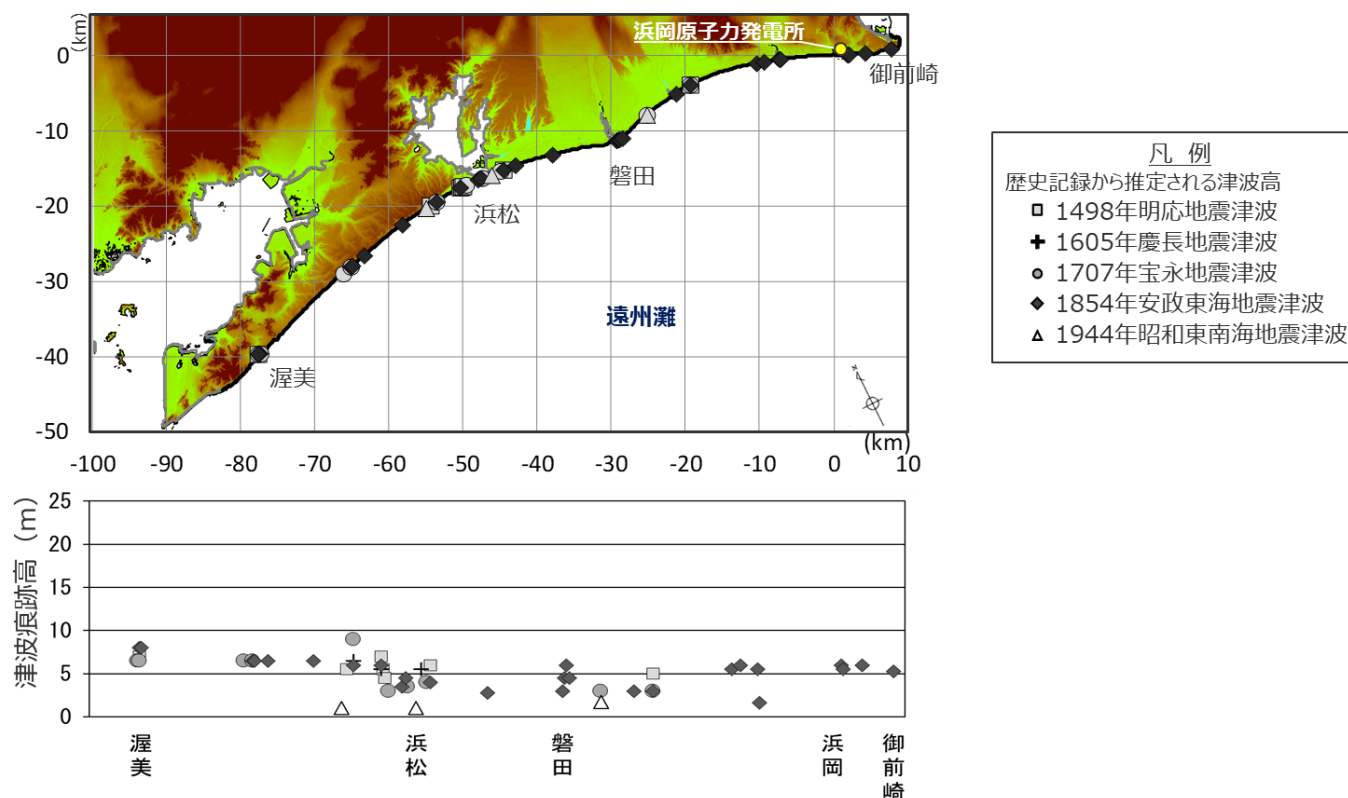 (km)
浜岡原子力発電所
御前崎
磐田
浜松
遠州灘
渥美
0
-10
-20
-30
-40
-50
(km)
-100 -90 -80 -70 -60 -50 -40 -30 -20 -10 0 10
凡 例
歴史記録から推定される津波高
1498年明応地震津波
1605年慶長地震津波
1707年宝永地震津波
1854年安政東海地震津波
1944年昭和東南海地震津波
津波痕跡高（ｍ）
25
20
15
10
5
0
渥美
浜松
磐田
浜岡
御前崎